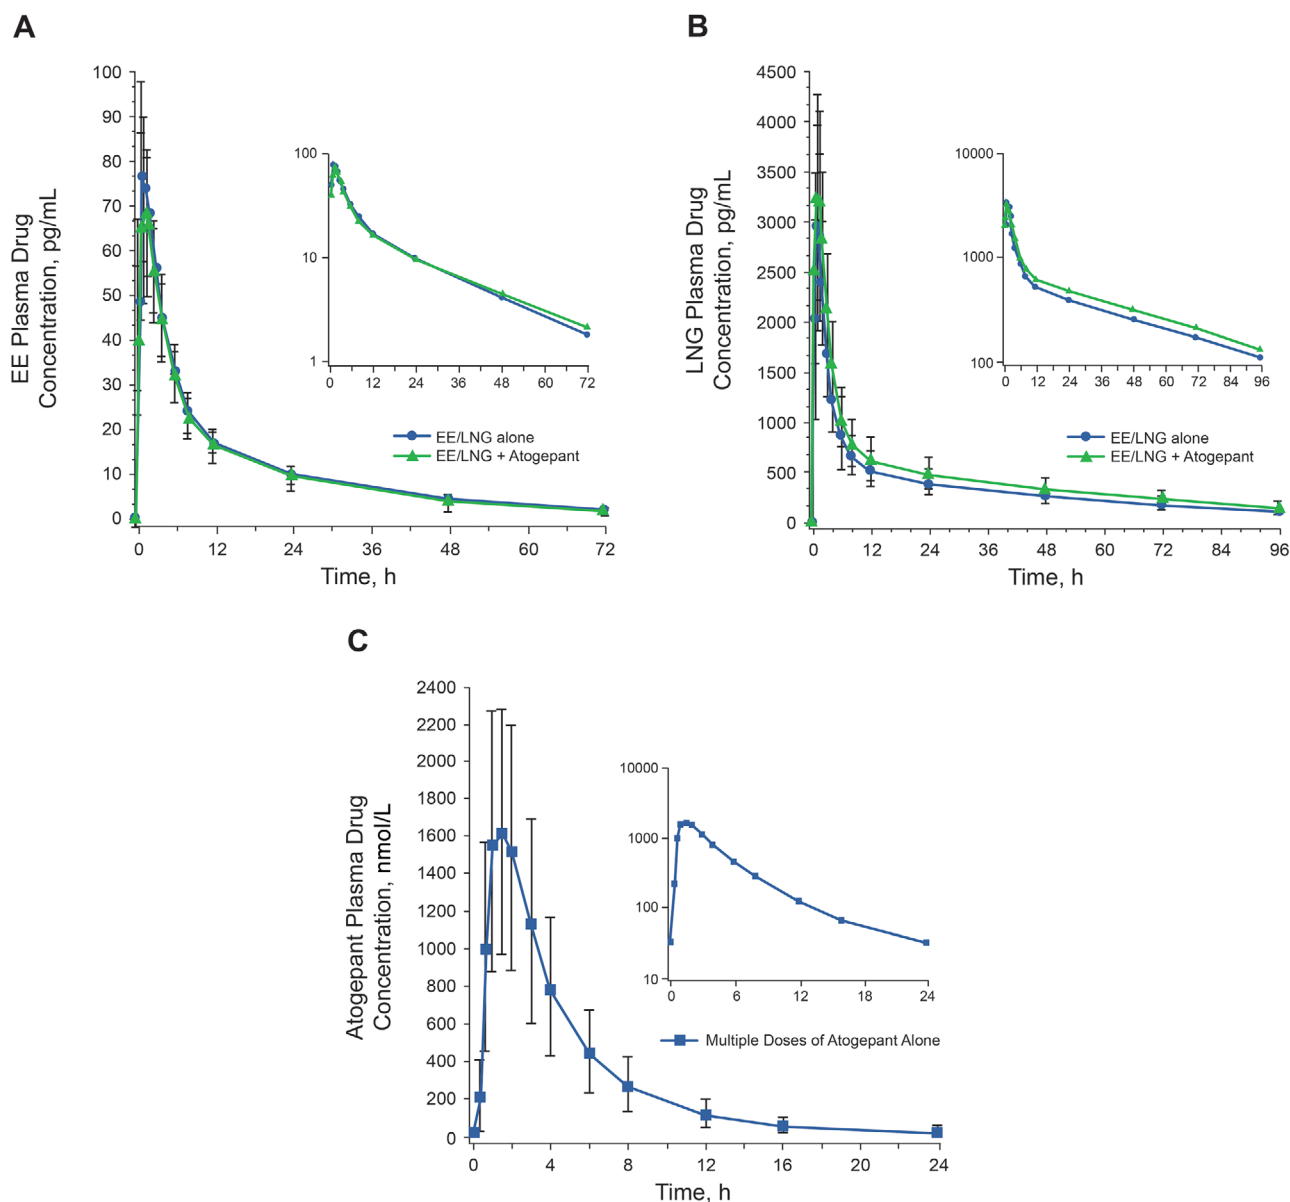 A
EE Plasma Drug
Concentration, pg/mL
100
90
80
70
60
50
40
30
20
10
0
0 12 24 36 48 60 72
Time, h
100
10
1
0 12 24 36 48 60 72
EE/LNG alone
EE/LNG + Atogepant
B
LNG Plasma Drug
Concentration, pg/mL
4500
4000
3500
3000
2500
2000
1500
1000
500
0
0 12 24 36 48 60 72 84 96
Time, h
10000
1000
100
0 12 24 36 48 60 72 84 96
EE/LNG alone
EE/LNG + Atogepant
C
Atogepant Plasma Drug
Concentration, nmol/L
2400
2200
2000
1800
1600
1400
1200
1000
800
600
400
200
0
0 4 8 12 16 20 24
Time, h
10000
1000
100
10
0 6 12 18 24
Multiple Doses of Atogepant Alone